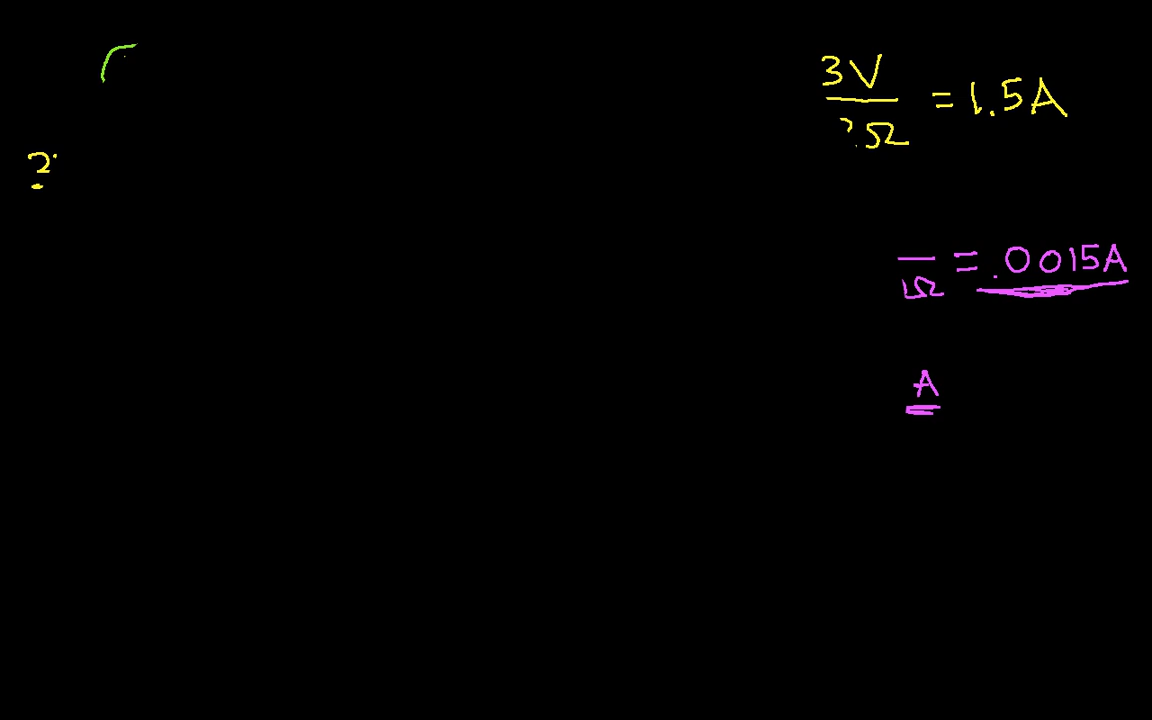 3V
Ω = 1.5A
Ω = .0015A
A